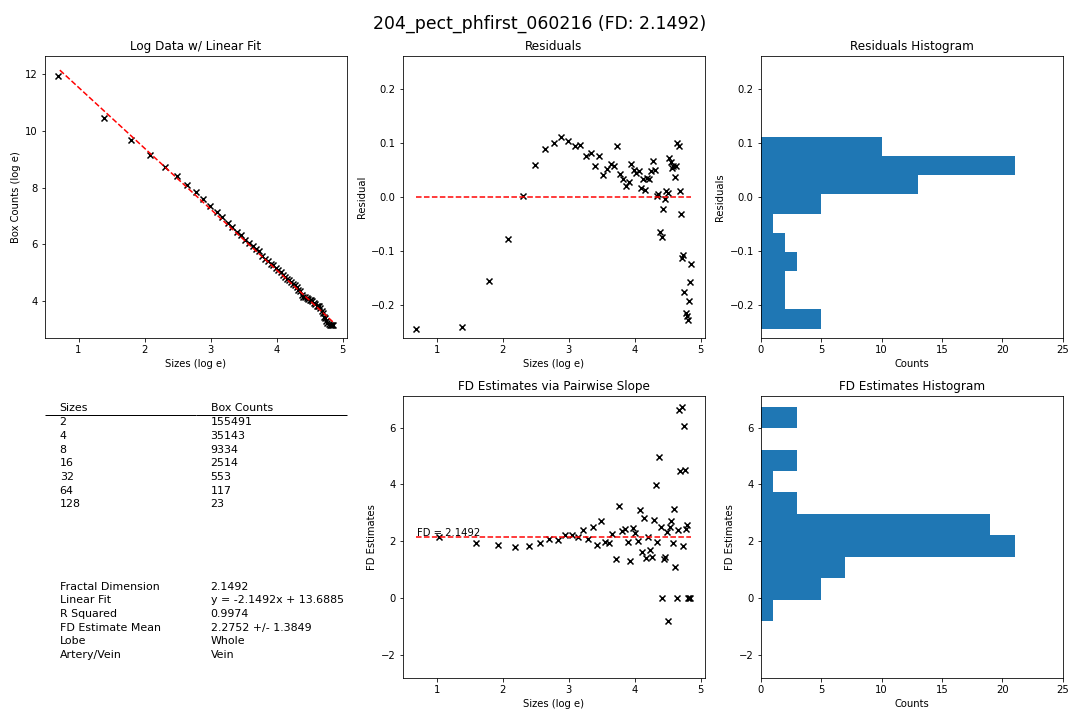 204_pect_phfirst_060216 (FD: 2.1492)
Log Data w/ Linear Fit
12
10
8
6
4
Box Counts (log e)
1 2 3 4 5
Sizes (log e)
Residuals
0.2
0.1
0.0
−0.1
−0.2
Residual
1 2 3 4 5
Sizes (log e)
Residuals Histogram
0.2
0.1
0.0
−0.1
−0.2
Residuals
0 5 10 15 20 25
Counts
Sizes Box Counts
2 155491
4 35143
8 9334
16 2514
32 553
64 117
128 23
Fractal Dimension 2.1492
Linear Fit y = -2.1492x + 13.6885
R Squared 0.9974
FD Estimate Mean 2.2752 +/- 1.3849
Lobe Whole
Artery/Vein Vein
FD Estimates via Pairwise Slope
6
4
2
0
−2
FD Estimates
FD = 2.1492
1 2 3 4 5
Sizes (log e)
FD Estimates Histogram
6
4
2
0
−2
FD Estimates
0 5 10 15 20 25
Counts